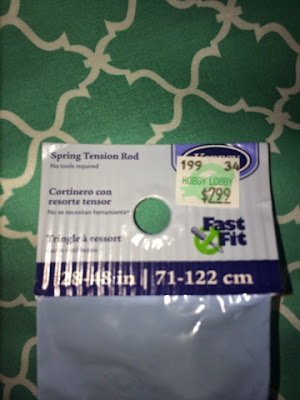 Spring Tension Rod
No tools required
199 34
HOBBY LOBBY
$2.99
Cortinero con
resorte tensor
No se necesitan herramientas
Tringle à ressort
Fast
Fit
28-48 in | 71-122 cm